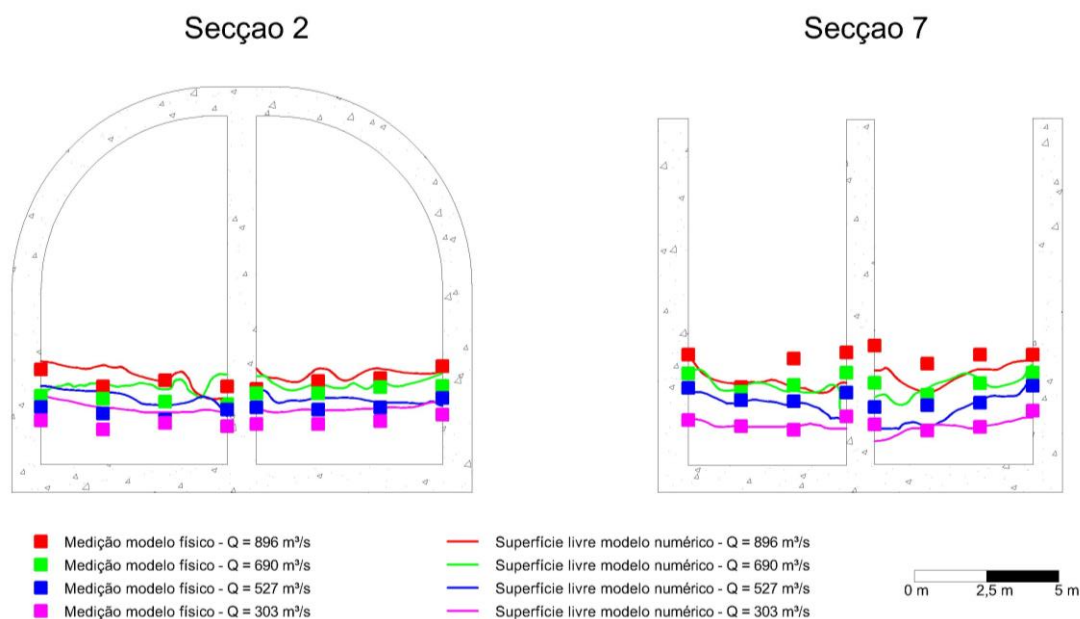 Secçao 2
Secçao 7
Medição modelo físico - Q = 896 m³/s
Medição modelo físico - Q = 690 m³/s
Medição modelo físico - Q = 527 m³/s
Medição modelo físico - Q = 303 m³/s
Superfície livre modelo numérico - Q = 896 m³/s
Superfície livre modelo numérico - Q = 690 m³/s
Superfície livre modelo numérico - Q = 527 m³/s
Superfície livre modelo numérico - Q = 303 m³/s
0 m 2,5 m 5 m